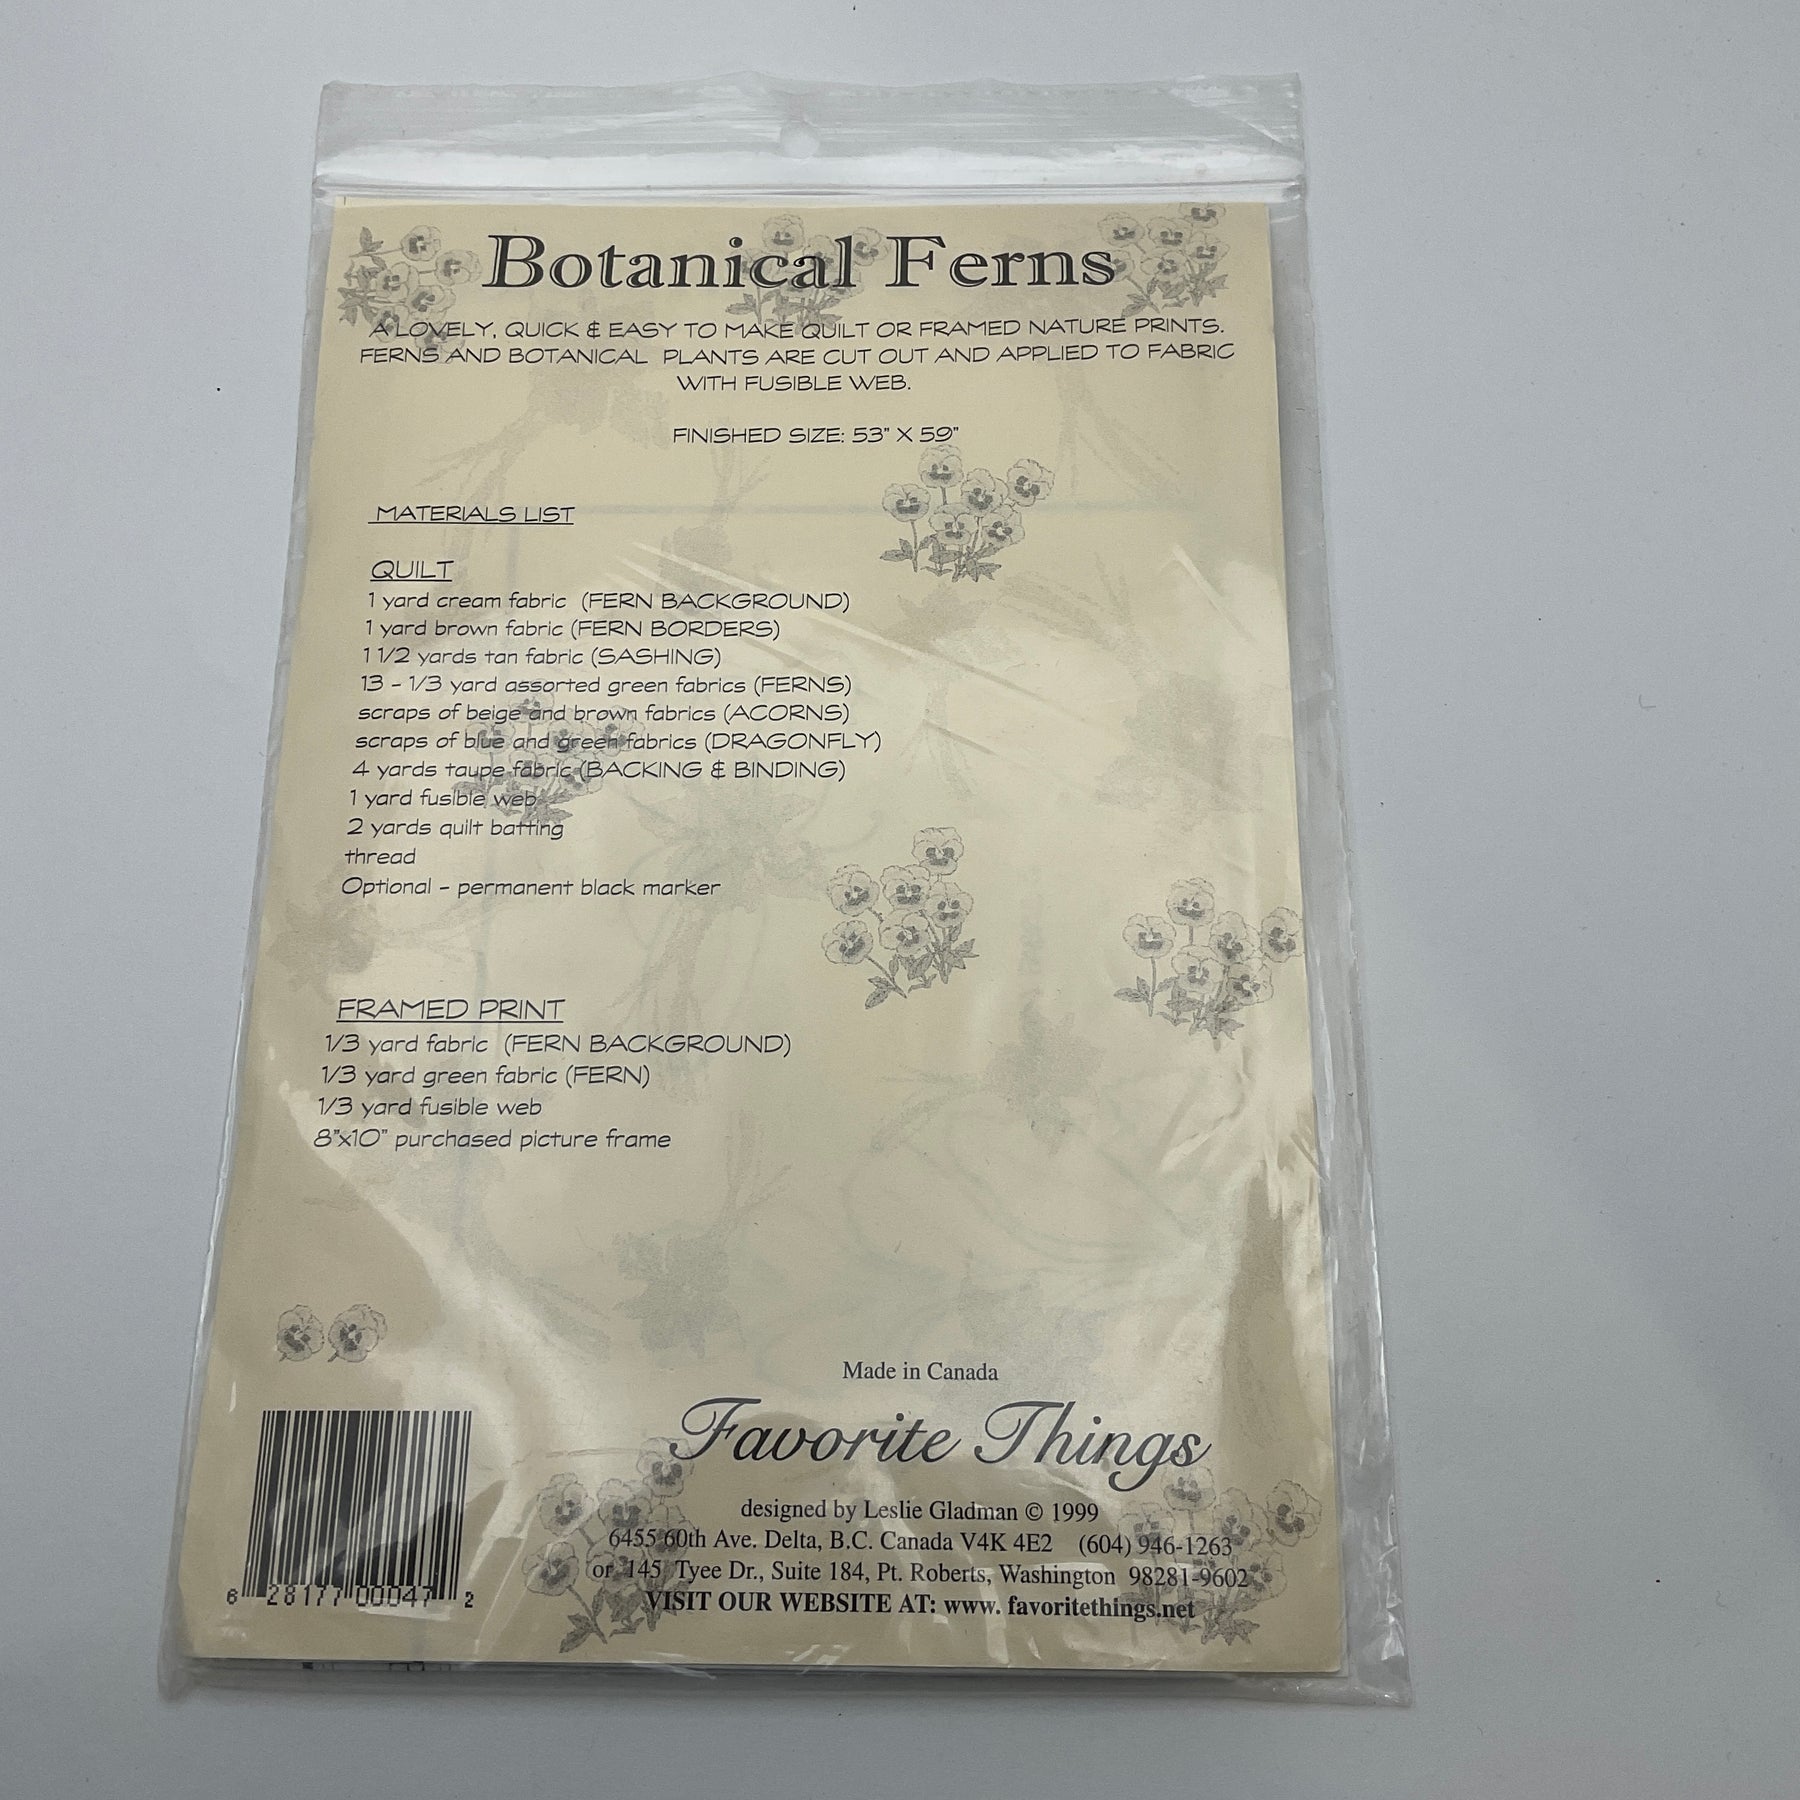 Botanical Ferns
A LOVELY, QUICK & EASY TO MAKE QUILT OR FRAMED NATURE PRINTS.
FERNS AND BOTANICAL PLANTS ARE CUT OUT AND APPLIED TO FABRIC
WITH FUSIBLE WEB.
FINISHED SIZE: 53" X 59"
MATERIALS LIST
QUILT
1 yard cream fabric (FERN BACKGROUND)
1 yard brown fabric (FERN BORDERS)
1 1/2 yards tan fabric (SASHING)
13 - 1/3 yard assorted green fabrics (FERNS)
scraps of beige and brown fabrics (ACORNS)
scraps of blue and green fabrics (DRAGONFLY)
4 yards taupe fabric (BACKING & BINDING)
1 yard fusible web
2 yards quilt batting
thread
Optional - permanent black marker
FRAMED PRINT
1/3 yard fabric (FERN BACKGROUND)
1/3 yard green fabric (FERN)
1/3 yard fusible web
8"x10" purchased picture frame
Made in Canada
Favorite Things
designed by Leslie Gladman © 1999
6455 60th Ave. Delta, B.C. Canada V4K 4E2 (604) 946-1263
or 145 Tyee Dr., Suite 184, Pt. Roberts, Washington 98281-9602
VISIT OUR WEBSITE AT: www. favoritethings.net
6 28177 00047 2